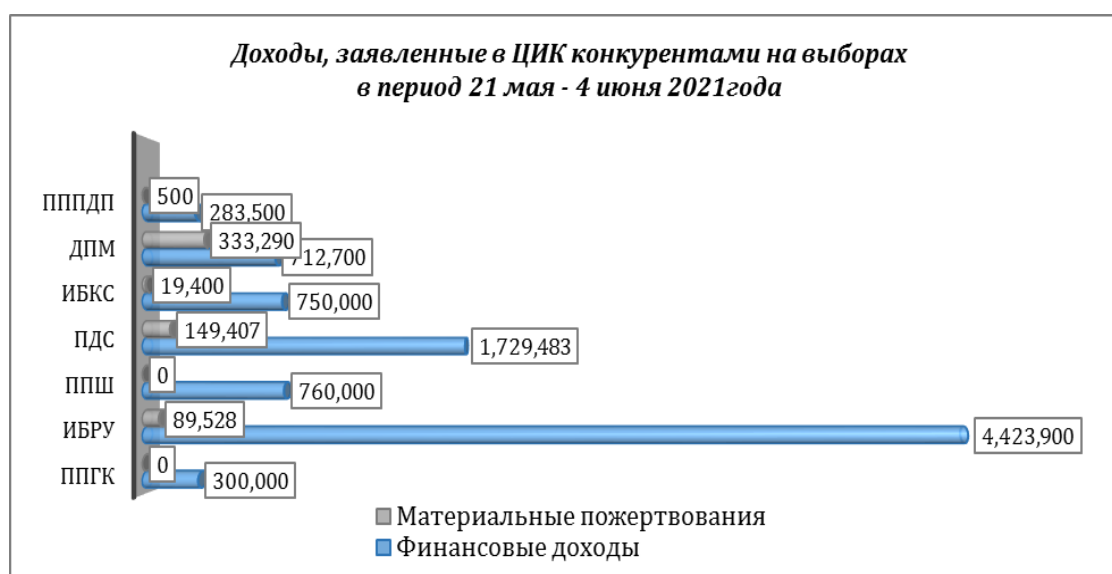 Доходы, заявленные в ЦИК конкурентами на выборах
в период 21 мая - 4 июня 2021года
ПППДП
500
283,500
ДПМ
333,290
712,700
ИБКС
19,400
750,000
ПДС
149,407
1,729,483
ППШ
0
760,000
ИБРУ
89,528
4,423,900
ППГК
0
300,000
Материальные пожертвования
Финансовые доходы